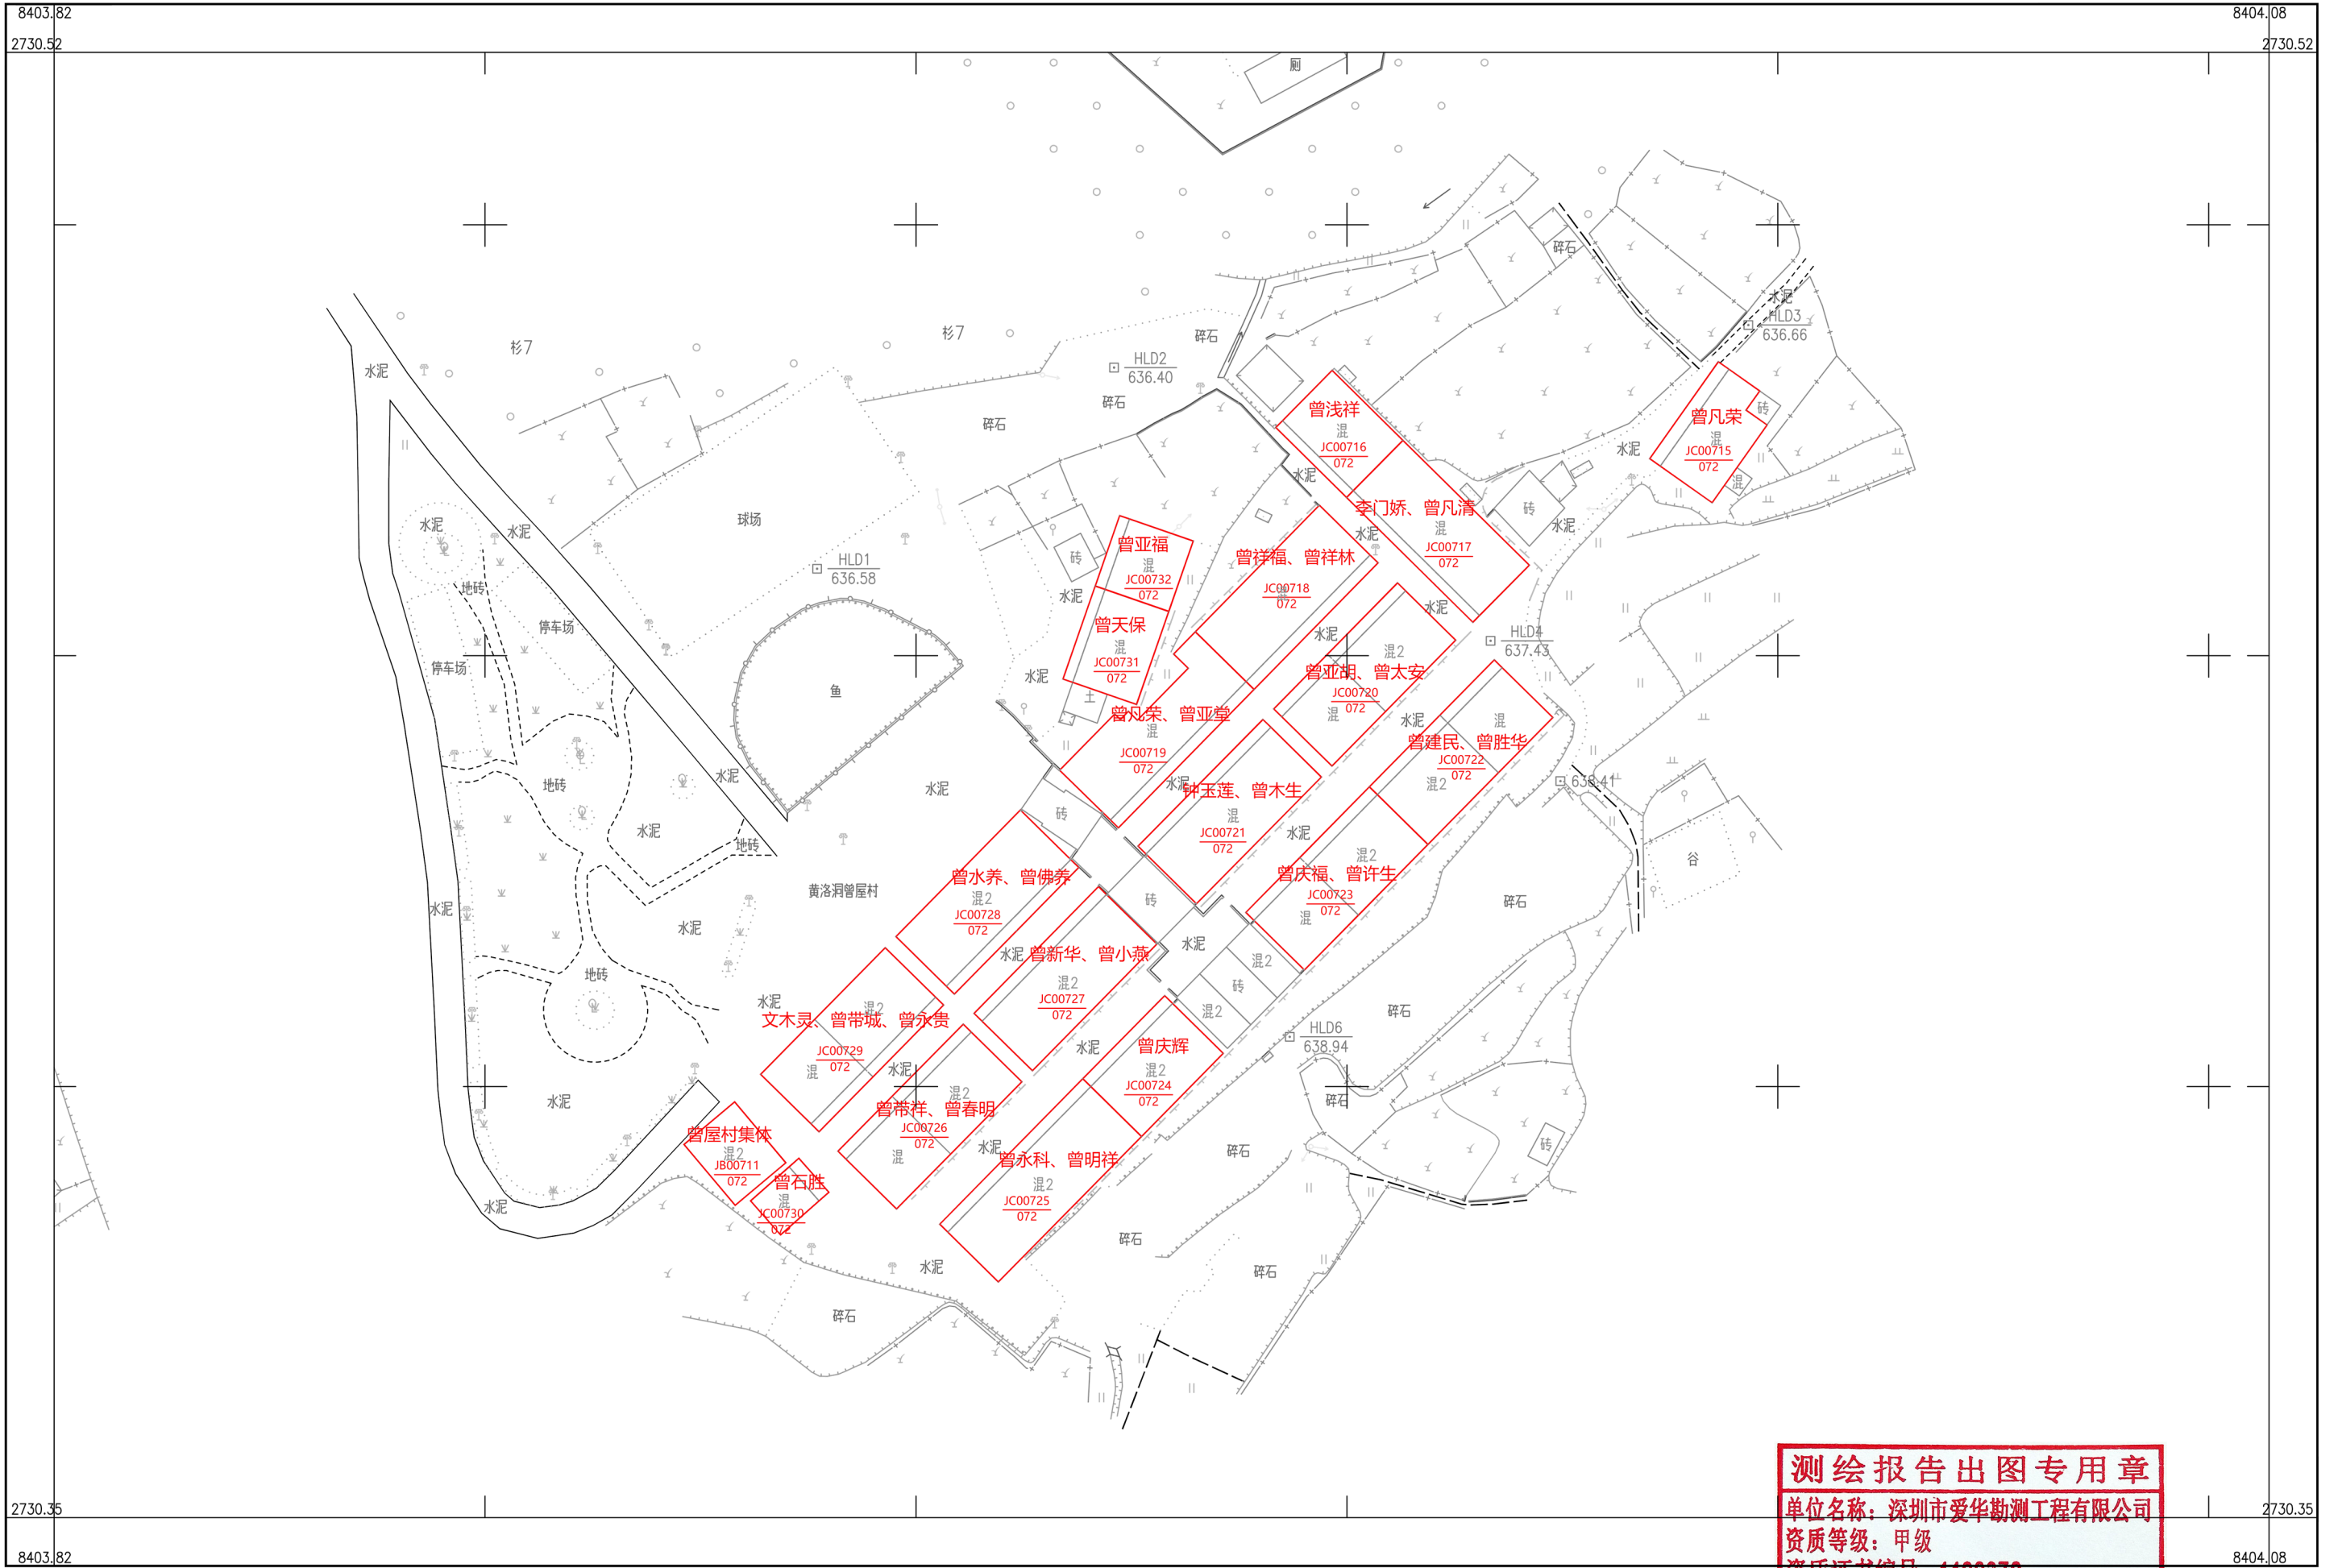 8403.82
8404.08
2730.52
2730.52
厕
碎石
水泥
HLD3
636.66
杉7
杉7
碎石
HLD2
636.40
水泥
碎石
碎石
曾浅祥
混
JC00716
072
曾凡荣
砖
混
JC00715
072
混
水泥
水泥
李门娇、曾凡清
混
JC00717
072
砖
水泥
水泥
水泥
水泥
球场
曾亚福
混
JC00732
072
砖
曾祥福、曾祥林
JC00718
混
072
HLD1
636.58
地砖
水泥
水泥
停车场
曾天保
混
JC00731
072
水泥
HLD4
637.43
停车场
水泥
土
鱼
曾亚胡、曾太安
混2
JC00720
混
072
曾凡荣、曾亚堂
混
JC00719
072
水泥
混
曾建民、曾胜华
JC00722
072
混2
638.41
水泥
地砖
水泥
水泥
钟玉莲、曾木生
混
JC00721
072
砖
水泥
水泥
地砖
混2
谷
曾庆福、曾许生
JC00723
072
混
黄洛洞曾屋村
曾水养、曾佛养
混2
JC00728
072
砖
碎石
水泥
水泥
水泥
水泥
曾新华、曾小燕
混2
JC00727
072
混2
砖
混2
地砖
水泥
混2
文木灵、曾带城、曾永贵
JC00729
072
混
碎石
HLD6
638.94
水泥
曾庆辉
混2
JC00724
072
水泥
混2
曾带祥、曾春明
JC00726
072
混
水泥
碎石
曾屋村集体
混2
JB00711
072
水泥
碎石
砖
曾永科、曾明祥
混2
JC00725
072
曾石胜
混
JC00730
072
水泥
碎石
水泥
碎石
碎石
测绘报告出图专用章
单位名称：深圳市爱华勘测工程有限公司
资质等级：甲级
2730.35
2730.35
8403.82
8404.08